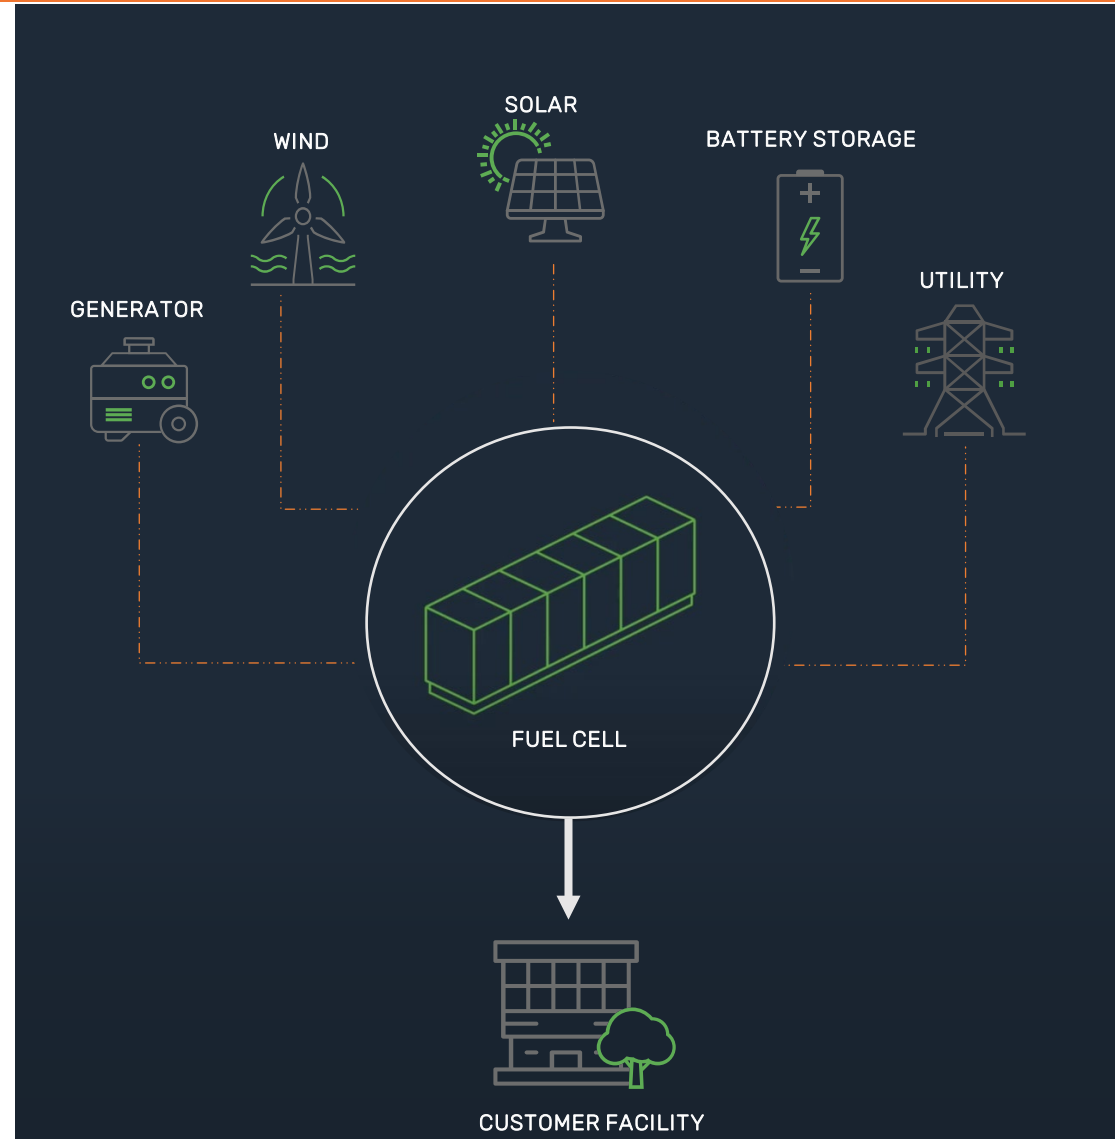 SOLAR
WIND
BATTERY STORAGE
UTILITY
GENERATOR
FUEL CELL
CUSTOMER FACILITY